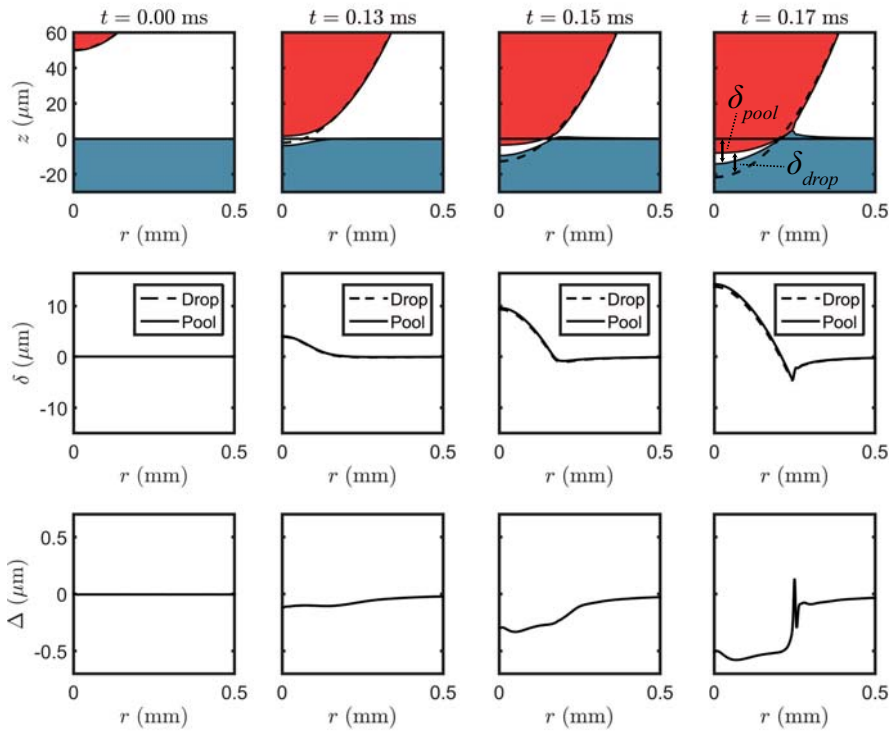 t = 0.00 ms
t = 0.13 ms
t = 0.15 ms
t = 0.17 ms
60
40
20
0
-20
z (μm)
δ_pool
δ_drop
0 0.5
0 0.5
0 0.5
0 0.5
r (mm)
r (mm)
r (mm)
r (mm)
10
0
-10
δ (μm)
Drop
Pool
Drop
Pool
Drop
Pool
Drop
Pool
0 0.5
0 0.5
0 0.5
0 0.5
r (mm)
r (mm)
r (mm)
r (mm)
0.5
0
-0.5
Δ (μm)
0 0.5
0 0.5
0 0.5
0 0.5
r (mm)
r (mm)
r (mm)
r (mm)